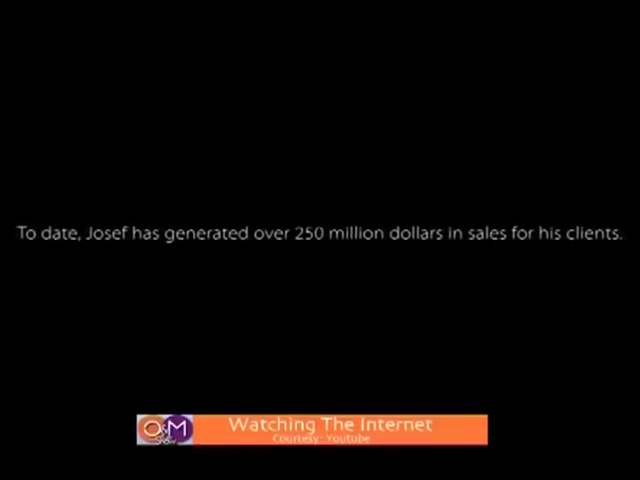 To date, Josef has generated over 250 million dollars in sales for his clients.
O&M Show
Watching The Internet
Courtesy: Youtube